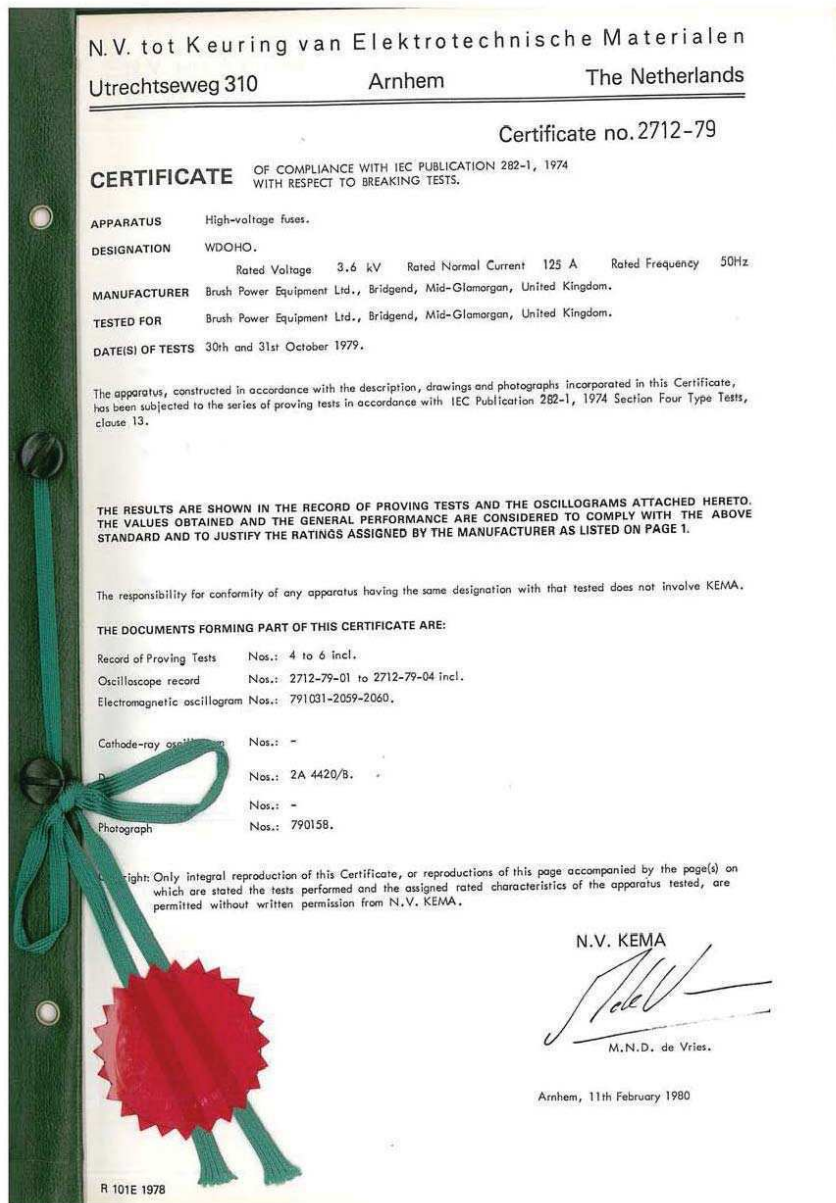 N.V. tot Keuring van Elektrotechnische Materialen
Utrechtseweg 310 Arnhem The Netherlands
Certificate no. 2712-79
CERTIFICATE OF COMPLIANCE WITH IEC PUBLICATION 282-1, 1974
WITH RESPECT TO BREAKING TESTS.
APPARATUS High-voltage fuses.
DESIGNATION WDOHO.
Rated Voltage 3.6 kV Rated Normal Current 125 A Rated Frequency 50Hz
MANUFACTURER Brush Power Equipment Ltd., Bridgend, Mid-Glamorgan, United Kingdom.
TESTED FOR Brush Power Equipment Ltd., Bridgend, Mid-Glamorgan, United Kingdom.
DATE(S) OF TESTS 30th and 31st October 1979.
The apparatus, constructed in accordance with the description, drawings and photographs incorporated in this Certificate,
has been subjected to the series of proving tests in accordance with IEC Publication 282-1, 1974 Section Four Type Tests,
clause 13.
THE RESULTS ARE SHOWN IN THE RECORD OF PROVING TESTS AND THE OSCILLOGRAMS ATTACHED HERETO.
THE VALUES OBTAINED AND THE GENERAL PERFORMANCE ARE CONSIDERED TO COMPLY WITH THE ABOVE
STANDARD AND TO JUSTIFY THE RATINGS ASSIGNED BY THE MANUFACTURER AS LISTED ON PAGE 1.
The responsibility for conformity of any apparatus having the same designation with that tested does not involve KEMA.
THE DOCUMENTS FORMING PART OF THIS CERTIFICATE ARE:
Record of Proving Tests Nos.: 4 to 6 incl.
Oscilloscope record Nos.: 2712-79-01 to 2712-79-04 incl.
Electromagnetic oscillogram Nos.: 791031-2059-2060.
Cathode-ray Nos.: -
Nos.: 2A 4420/B.
Nos.: -
Photograph Nos.: 790158.
Only integral reproduction of this Certificate, or reproductions of this page accompanied by the page(s) on
which are stated the tests performed and the assigned rated characteristics of the apparatus tested, are
permitted without written permission from N.V. KEMA.
N.V. KEMA
M.N.D. de Vries.
Arnhem, 11th February 1980
R 101E 1978